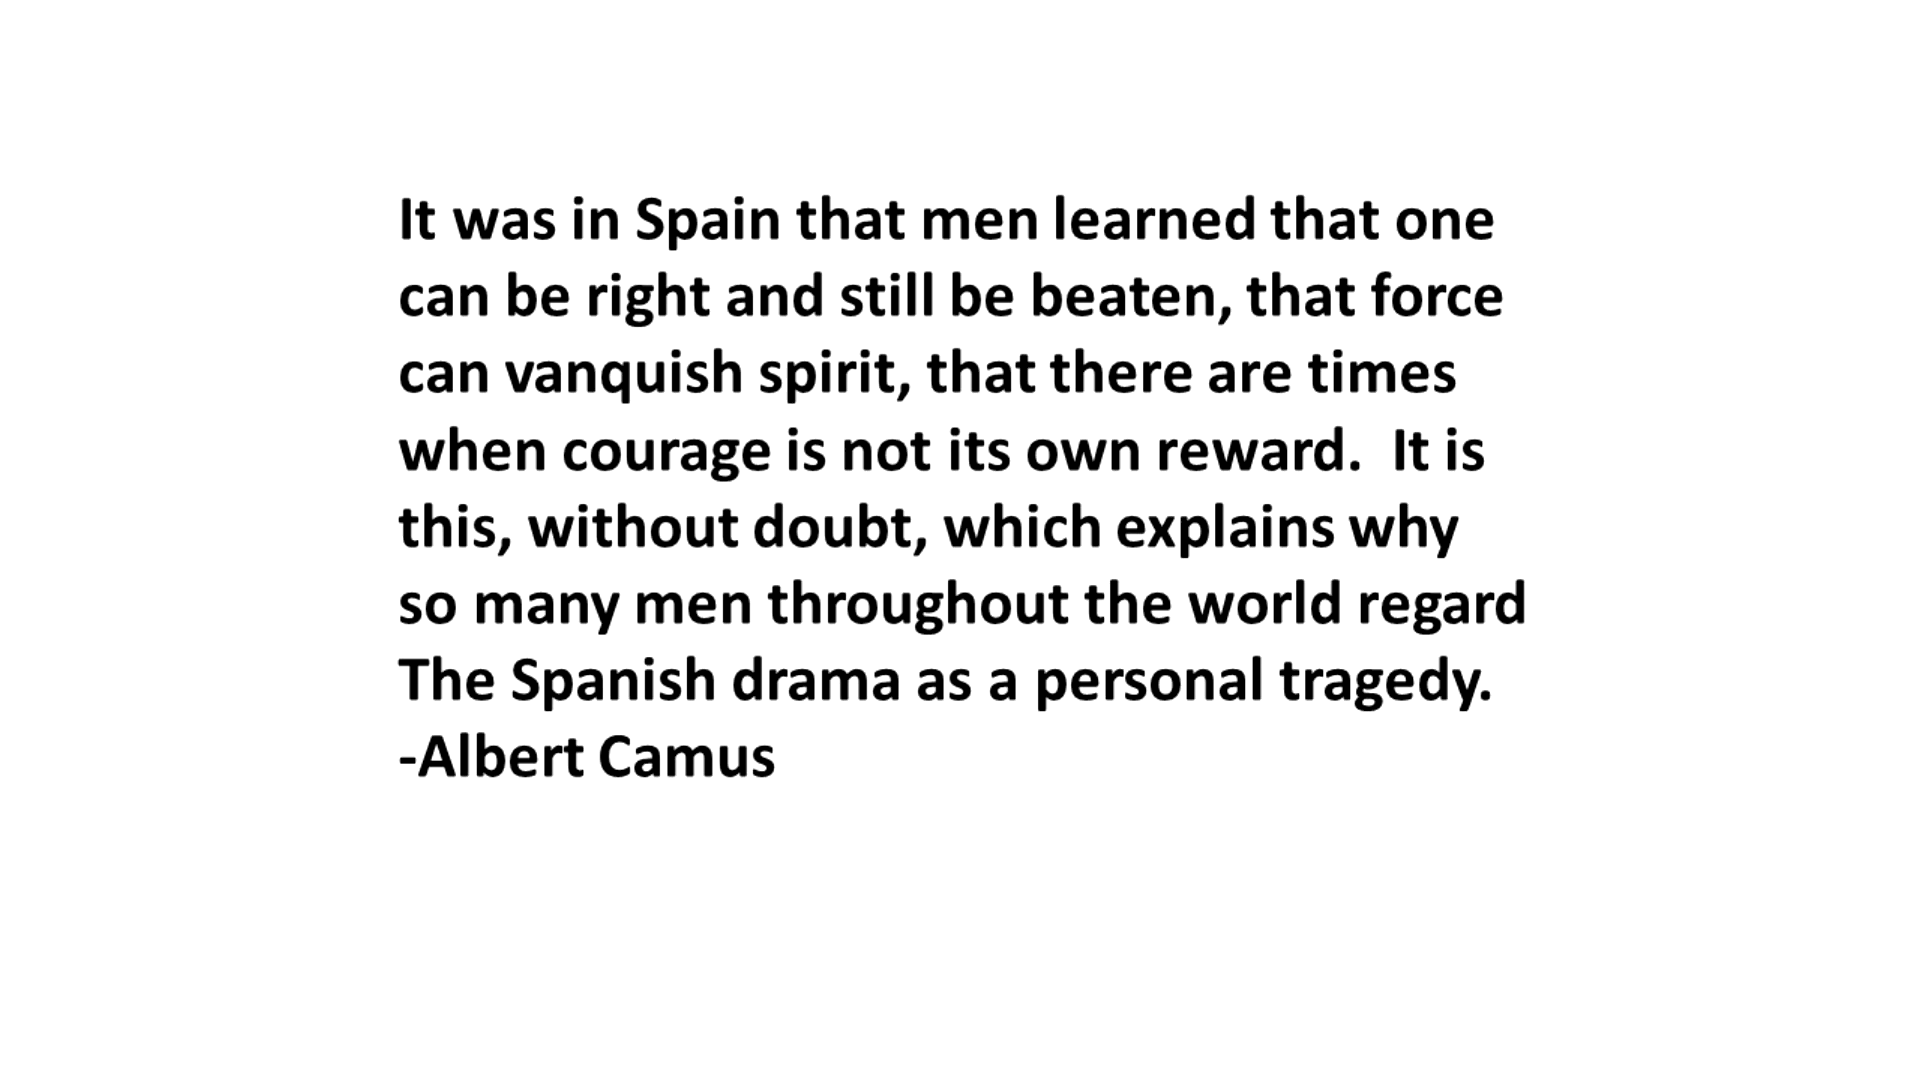 It was in Spain that men learned that one
can be right and still be beaten, that force
can vanquish spirit, that there are times
when courage is not its own reward.  It is
this, without doubt, which explains why
so many men throughout the world regard
The Spanish drama as a personal tragedy.
-Albert Camus